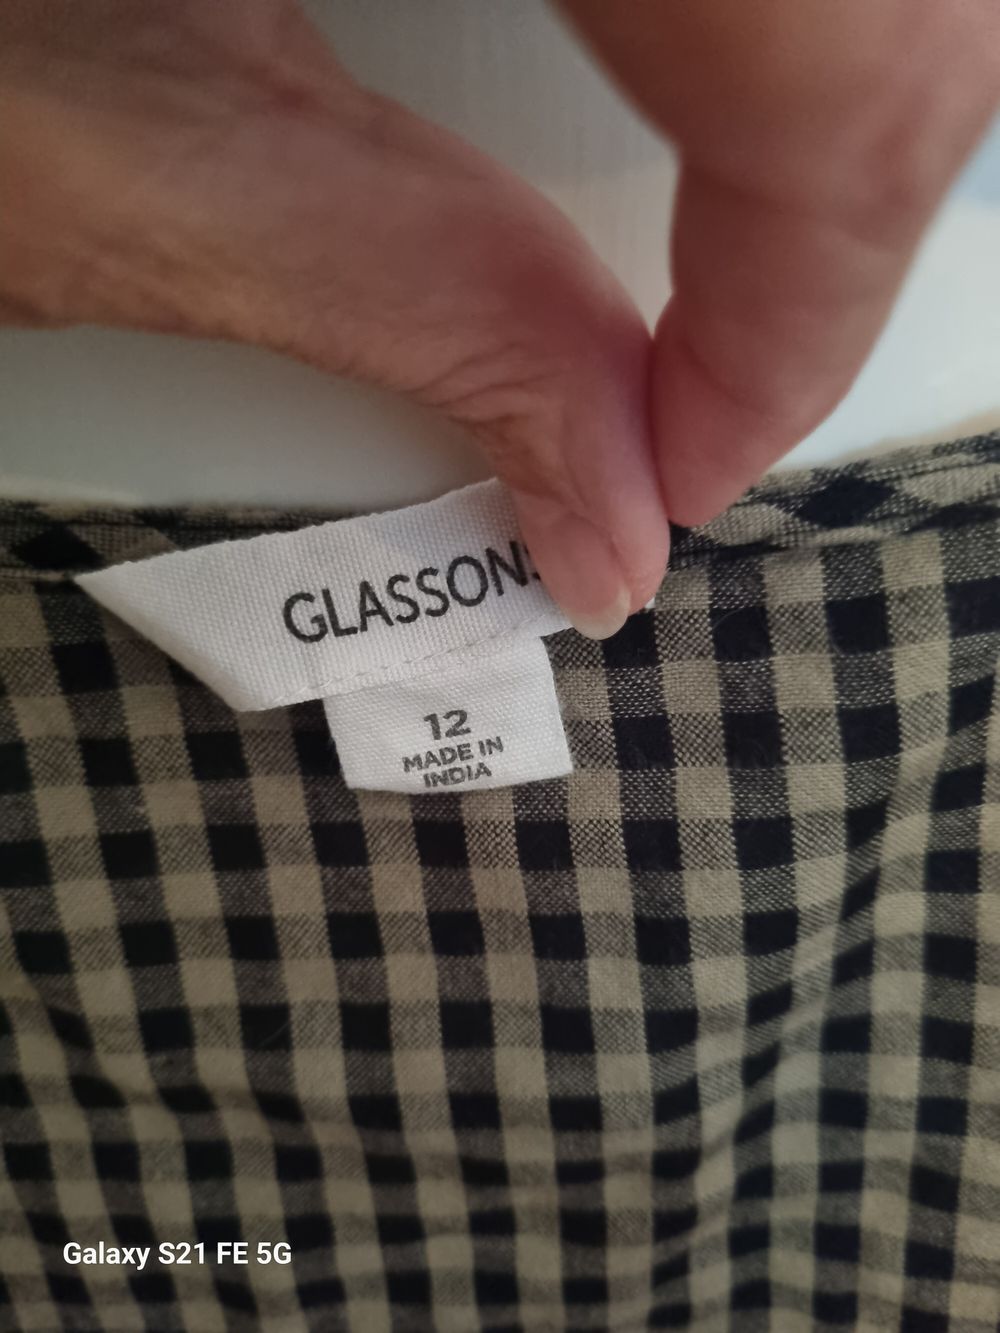 GLASSONS
12
MADE IN
INDIA
Galaxy S21 FE 5G